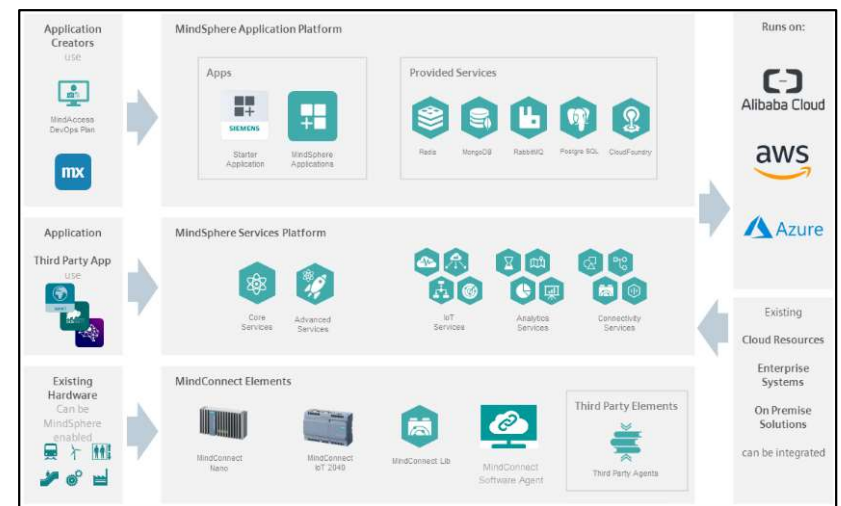 Application
Creators
use
MindAccess
DevOps Plan
mx
MindSphere Application Platform
Apps
SIEMENS
Starter
Application
MindSphere
Applications
Provided Services
Redis
MongoDB
RabbitMQ
Postgre SQL
CloudFoundry
Runs on:
Alibaba Cloud
aws
Azure
Application
Third Party App
use
MindSphere Services Platform
Core
Services
Advanced
Services
IoT
Services
Analytics
Services
Connectivity
Services
Existing
Cloud Resources
Enterprise
Systems
On Premise
Solutions
can be integrated
Existing
Hardware
Can be
MindSphere
enabled
MindConnect Elements
MindConnect
Nano
MindConnect
IoT 2040
MindConnect Lib
MindConnect
Software Agent
Third Party Elements
Third Party Agents